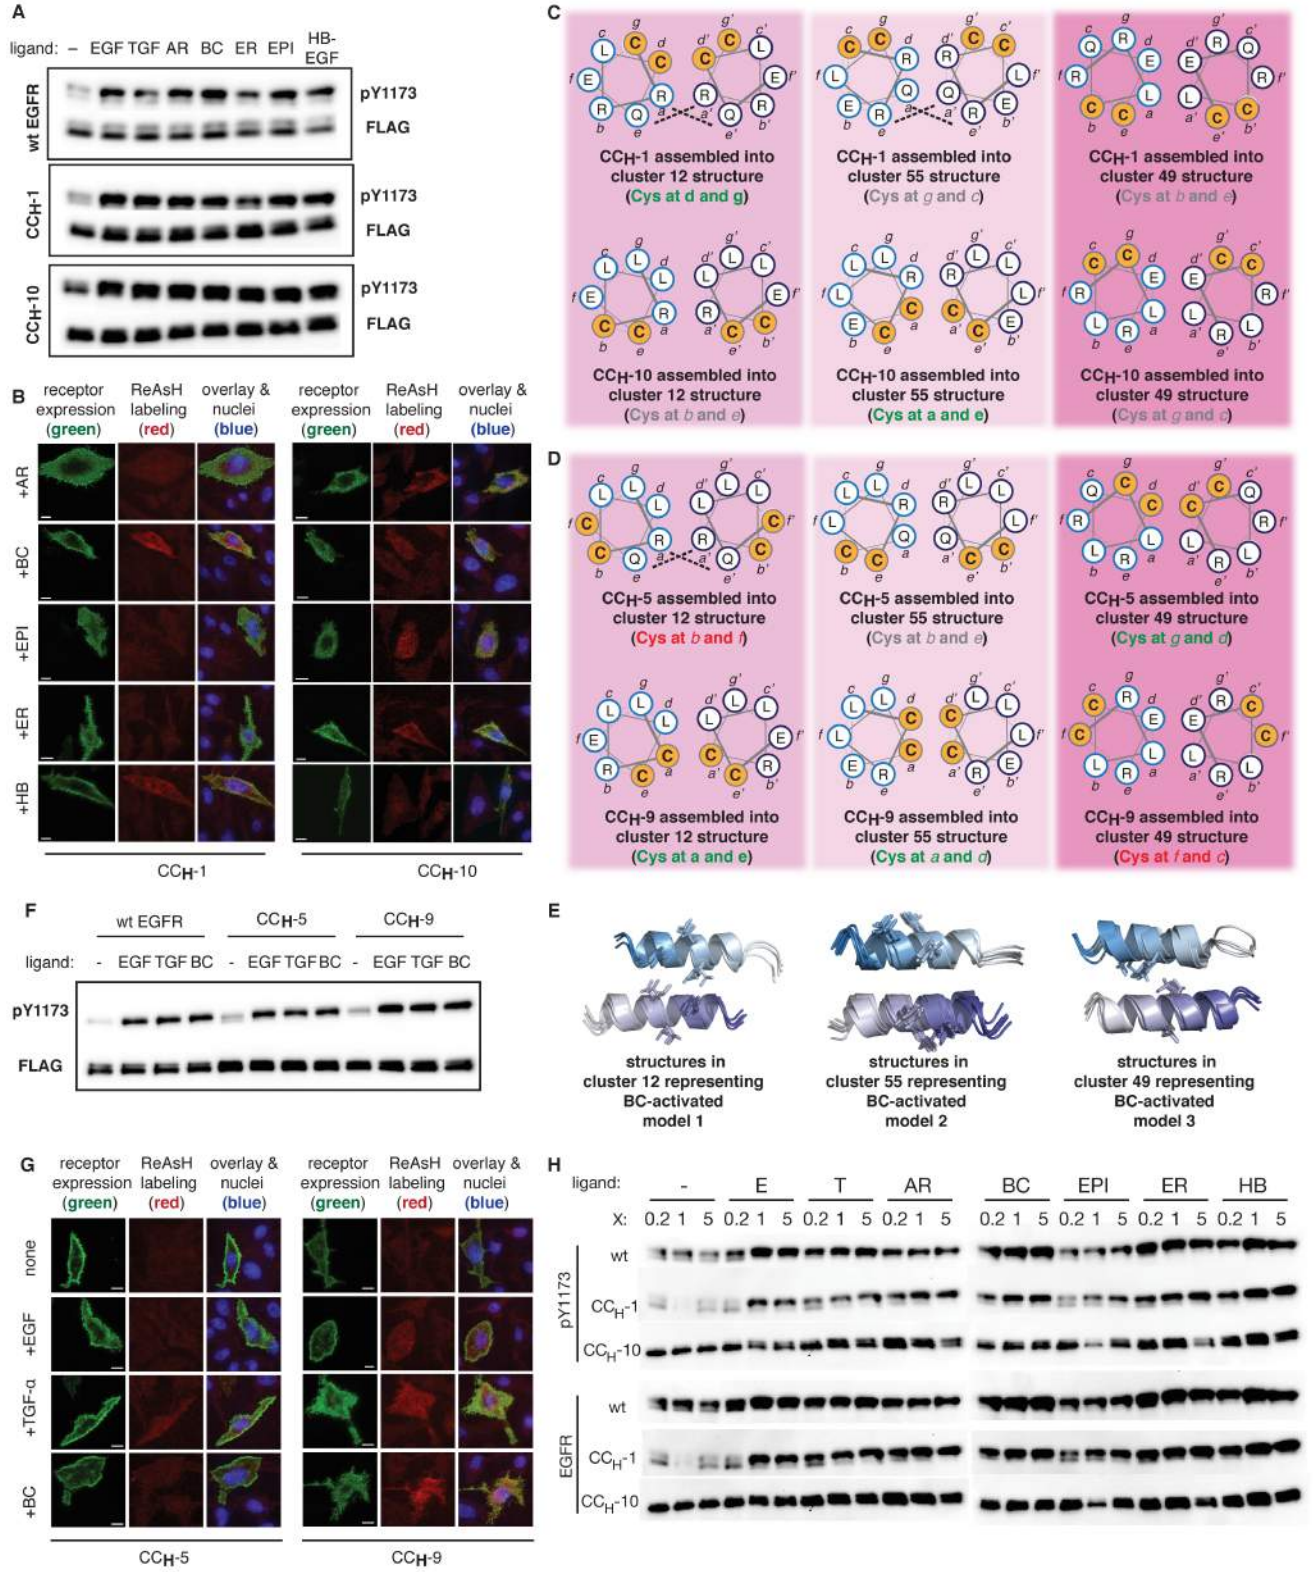 A
ligand: – EGF TGF AR BC ER EPI HB-EGF
wt EGFR
pY1173
FLAG
CCH-1
pY1173
FLAG
CCH-10
pY1173
FLAG
B
receptor expression (green)
ReAsH labeling (red)
overlay & nuclei (blue)
receptor expression (green)
ReAsH labeling (red)
overlay & nuclei (blue)
+AR
+BC
+EPI
+ER
+HB
CCH-1
CCH-10
C
CCH-1 assembled into
cluster 12 structure
(Cys at d and g)
CCH-1 assembled into
cluster 55 structure
(Cys at g and c)
CCH-1 assembled into
cluster 49 structure
(Cys at b and e)
CCH-10 assembled into
cluster 12 structure
(Cys at b and e)
CCH-10 assembled into
cluster 55 structure
(Cys at a and e)
CCH-10 assembled into
cluster 49 structure
(Cys at g and c)
D
CCH-5 assembled into
cluster 12 structure
(Cys at b and f)
CCH-5 assembled into
cluster 55 structure
(Cys at b and e)
CCH-5 assembled into
cluster 49 structure
(Cys at g and d)
CCH-9 assembled into
cluster 12 structure
(Cys at a and e)
CCH-9 assembled into
cluster 55 structure
(Cys at a and d)
CCH-9 assembled into
cluster 49 structure
(Cys at f and c)
F
wt EGFR CCH-5 CCH-9
ligand: - EGF TGF BC - EGF TGF BC - EGF TGF BC
pY1173
FLAG
E
structures in
cluster 12 representing
BC-activated
model 1
structures in
cluster 55 representing
BC-activated
model 2
structures in
cluster 49 representing
BC-activated
model 3
G
receptor expression (green)
ReAsH labeling (red)
overlay & nuclei (blue)
receptor expression (green)
ReAsH labeling (red)
overlay & nuclei (blue)
none
+EGF
+TGF-α
+BC
CCH-5
CCH-9
H
ligand: - E T AR BC EPI ER HB
X: 0.2 1 5 0.2 1 5 0.2 1 5 0.2 1 5 0.2 1 5 0.2 1 5 0.2 1 5 0.2 1 5
pY1173
wt
CCH-1
CCH-10
EGFR
wt
CCH-1
CCH-10